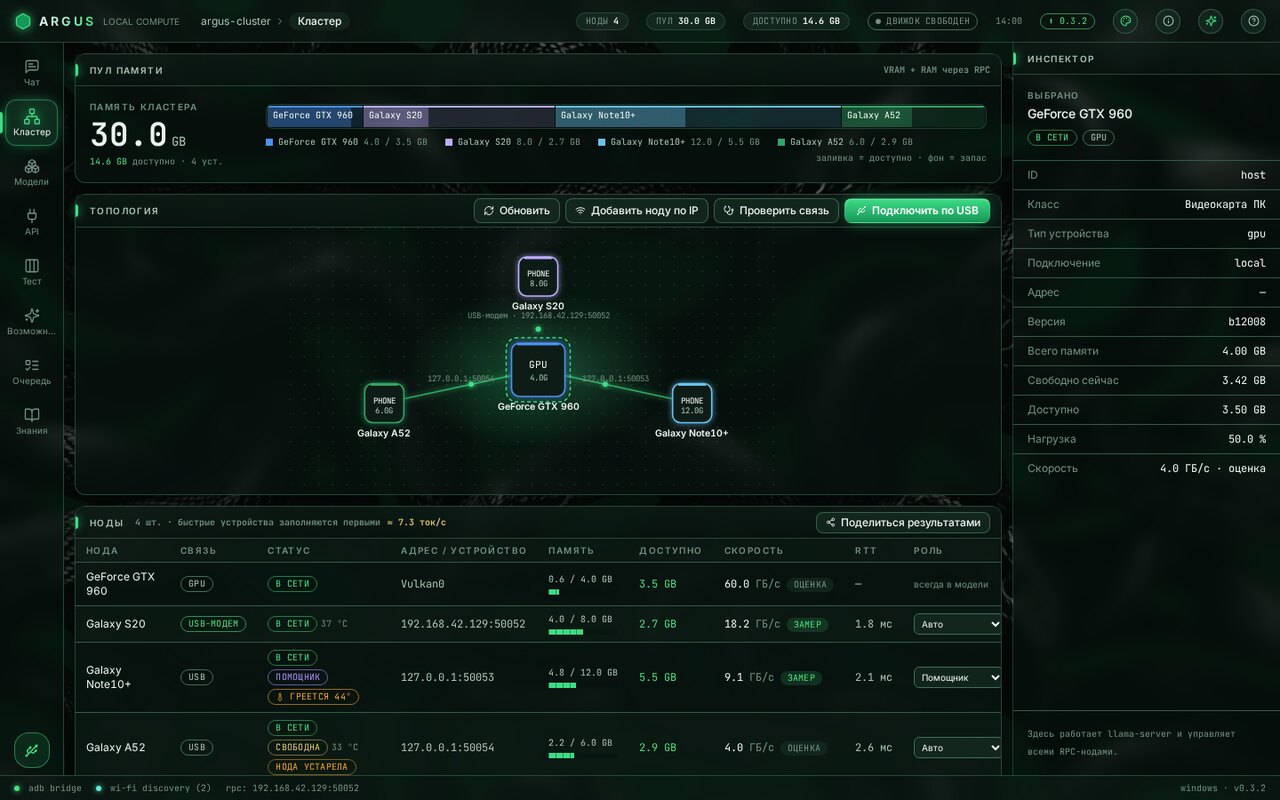 ARGUS LOCAL COMPUTE argus-cluster › Кластер НОДЫ 4 ПУЛ 30.0 GB ДОСТУПНО 14.6 GB ДВИЖОК СВОБОДЕН 14:00 ⬆ 0.3.2
Чат
Кластер
Модели
API
Тест
Возможн...
Очередь
Знания
ПУЛ ПАМЯТИ VRAM + RAM через RPC
ПАМЯТЬ КЛАСТЕРА
30.0 GB
14.6 GB доступно · 4 уст.
GeForce GTX 960 Galaxy S20 Galaxy Note10+ Galaxy A52
GeForce GTX 960 4.0 / 3.5 GB Galaxy S20 8.0 / 2.7 GB Galaxy Note10+ 12.0 / 5.5 GB Galaxy A52 6.0 / 2.9 GB
заливка = доступно · фон = запас
ТОПОЛОГИЯ Обновить Добавить ноду по IP Проверить связь Подключить по USB
PHONE
8.0G
Galaxy S20
USB-модем · 192.168.42.129:50052
GPU
4.0G
GeForce GTX 960
127.0.0.1:50054 127.0.0.1:50053
PHONE
6.0G
Galaxy A52
PHONE
12.0G
Galaxy Note10+
НОДЫ 4 шт. · быстрые устройства заполняются первыми ≈ 7.3 ток/с Поделиться результатами
НОДА СВЯЗЬ СТАТУС АДРЕС / УСТРОЙСТВО ПАМЯТЬ ДОСТУПНО СКОРОСТЬ RTT РОЛЬ
GeForce GTX 960 GPU В СЕТИ Vulkan0 0.6 / 4.0 GB 3.5 GB 60.0 ГБ/с ОЦЕНКА — всегда в модели
Galaxy S20 USB-МОДЕМ В СЕТИ 37 °C 192.168.42.129:50052 4.0 / 8.0 GB 2.7 GB 18.2 ГБ/с ЗАМЕР 1.8 мс Авто
Galaxy Note10+ USB В СЕТИ ПОМОЩНИК ГРЕЕТСЯ 44° 127.0.0.1:50053 4.8 / 12.0 GB 5.5 GB 9.1 ГБ/с ЗАМЕР 2.1 мс Помощник
Galaxy A52 USB В СЕТИ СВОБОДНА 33 °C НОДА УСТАРЕЛА 127.0.0.1:50054 2.2 / 6.0 GB 2.9 GB 4.0 ГБ/с ОЦЕНКА 2.6 мс Авто
ИНСПЕКТОР
ВЫБРАНО
GeForce GTX 960
В СЕТИ GPU
ID host
Класс Видеокарта ПК
Тип устройства gpu
Подключение local
Адрес —
Версия b12008
Всего памяти 4.00 GB
Свободно сейчас 3.42 GB
Доступно 3.50 GB
Нагрузка 50.0 %
Скорость 4.0 ГБ/с · оценка
Здесь работает llama-server и управляет
всеми RPC-нодами.
adb bridge wi-fi discovery (2) rpc: 192.168.42.129:50052 windows · v0.3.2